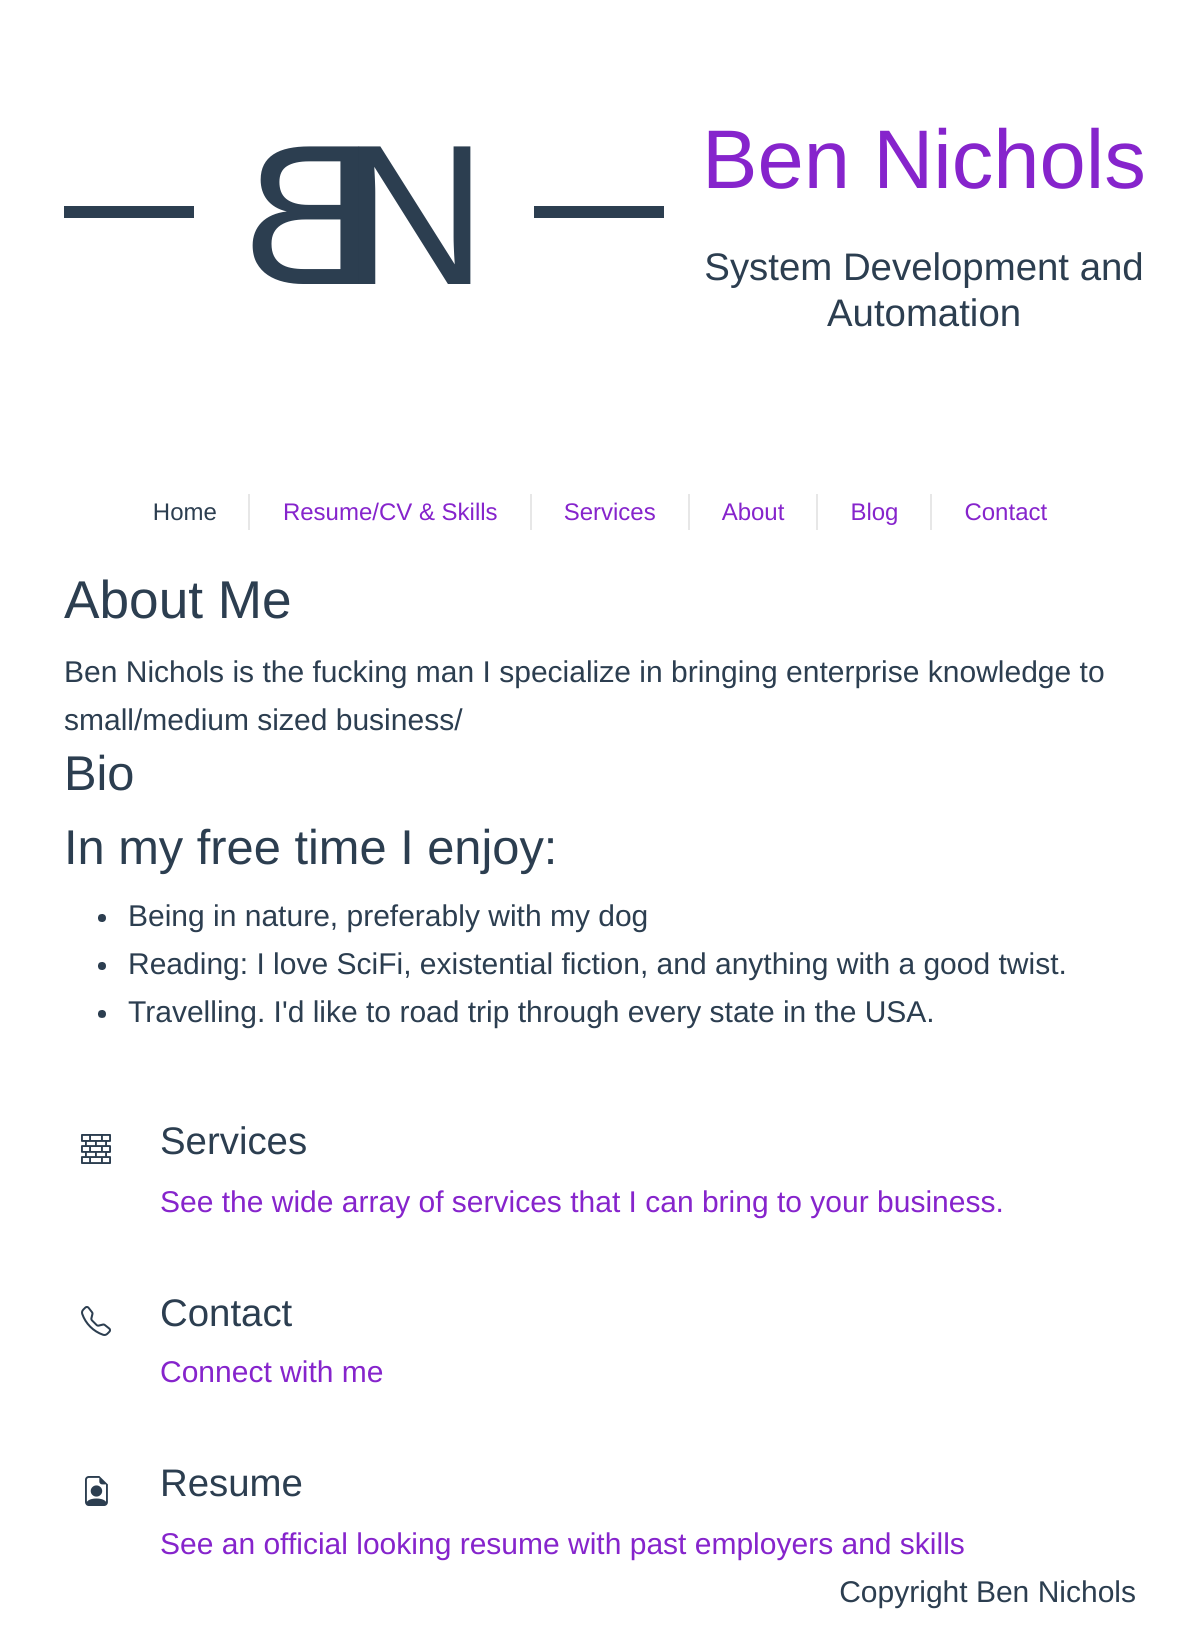 BN
Ben Nichols
System Development and
Automation
Home
Resume/CV & Skills
Services
About
Blog
Contact
About Me
Ben Nichols is the fucking man I specialize in bringing enterprise knowledge to
small/medium sized business/
Bio
In my free time I enjoy:
Being in nature, preferably with my dog
Reading: I love SciFi, existential fiction, and anything with a good twist.
Travelling. I'd like to road trip through every state in the USA.
Services
See the wide array of services that I can bring to your business.
Contact
Connect with me
Resume
See an official looking resume with past employers and skills
Copyright Ben Nichols